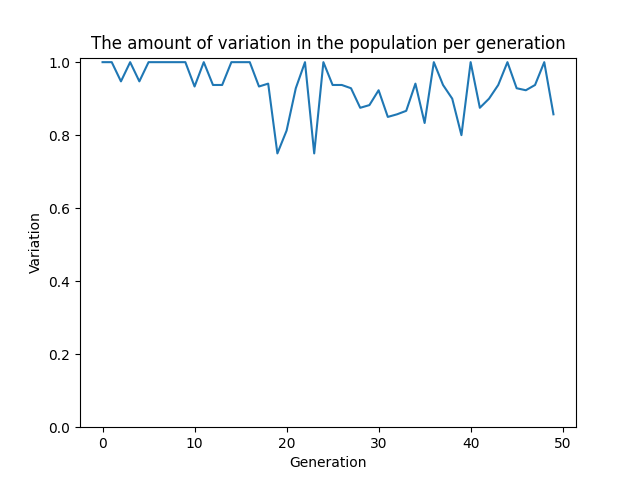 The amount of variation in the population per generation
1.0
0.8
0.6
0.4
0.2
0.0
Variation
0 10 20 30 40 50
Generation